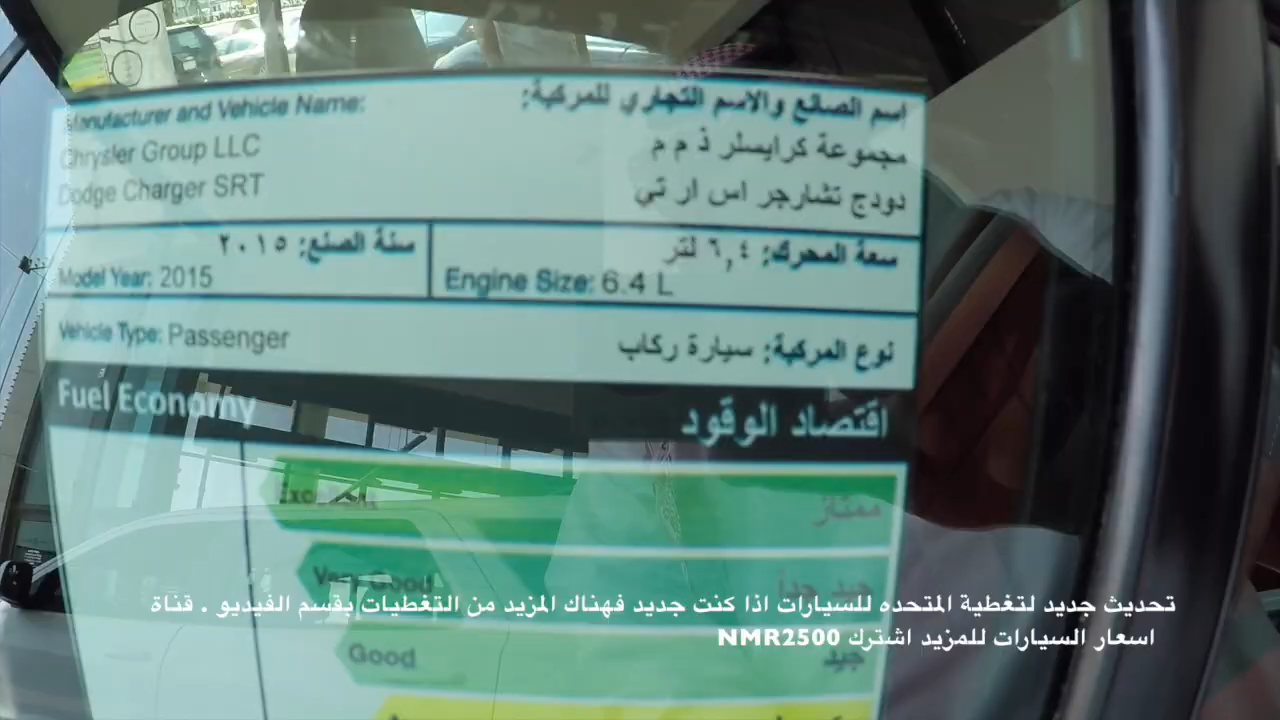 Manufacturer and Vehicle Name: اسم الصانع والاسم التجاري للمركبة:
Chrysler Group LLC مجموعة كرايسلر ذ م م
Dodge Charger SRT دودج تشارجر اس ار تي
سنة الصنع: ٢٠١٥ سعة المحرك: ٦,٤ لتر
Model Year: 2015 Engine Size: 6.4 L
Vehicle Type: Passenger نوع المركبة: سيارة ركاب
Fuel Economy اقتصاد الوقود
Excellent ممتاز
Very Good جيد جدا
Good جيد
تحديث جديد لتغطية المتحده للسيارات اذا كنت جديد فهناك المزيد من التغطيات بقسم الفيديو . قناة
اسعار السيارات للمزيد اشترك NMR2500